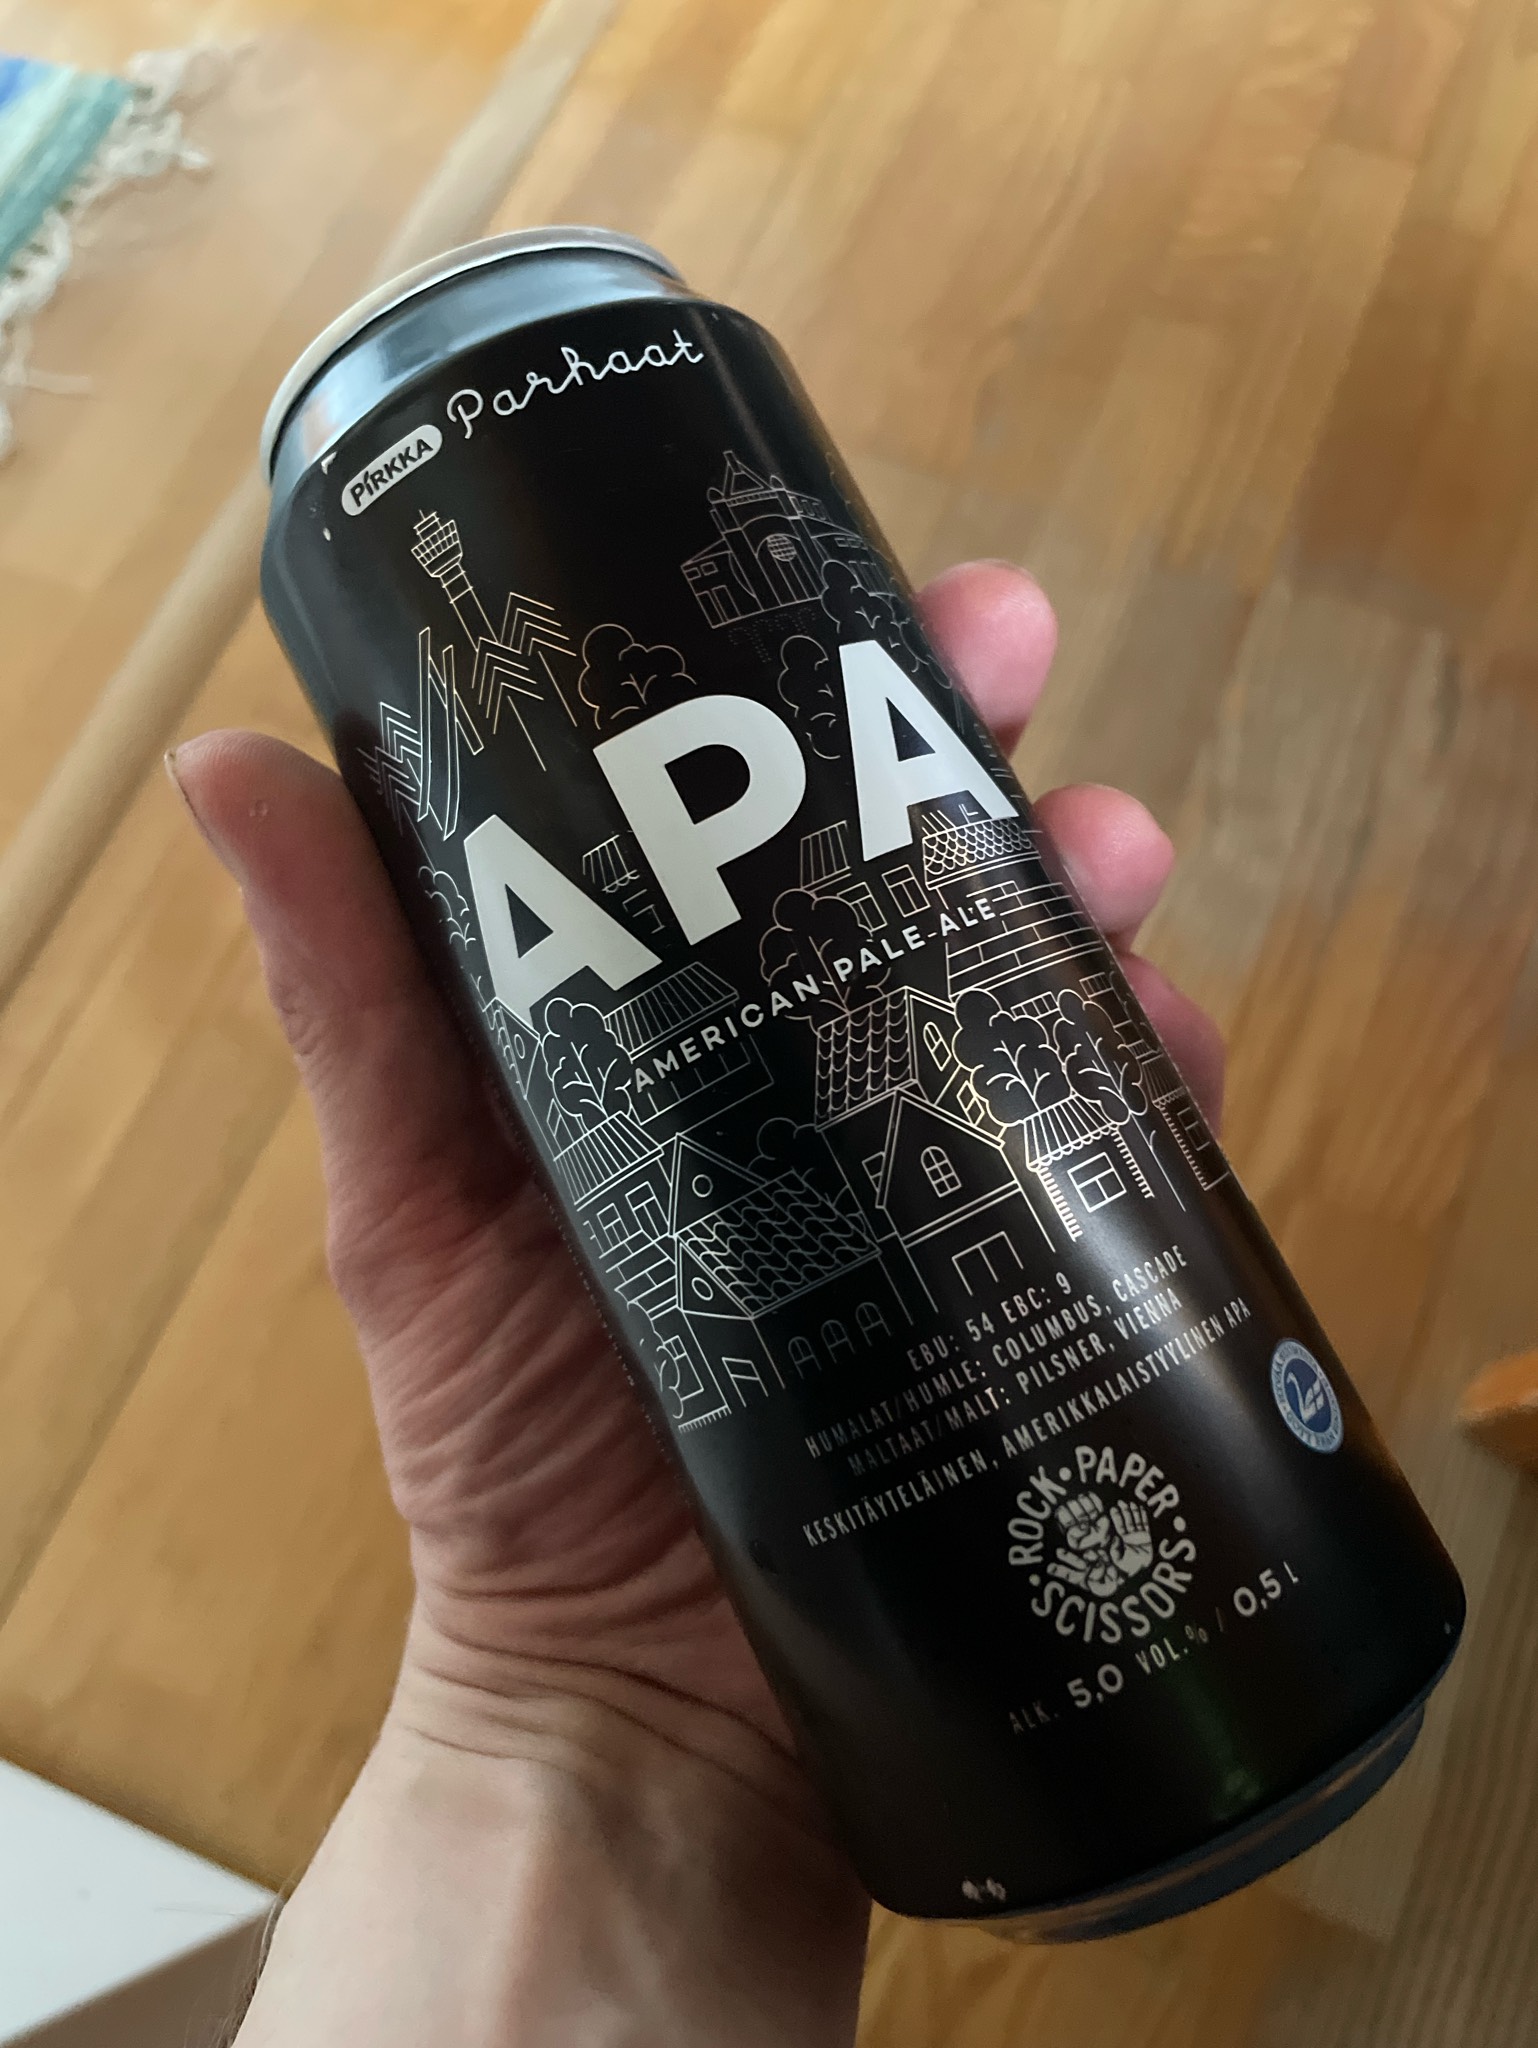 PIRKKA Parhaat
APA
AMERICAN PALE ALE
EBU: 54 EBC: 9
HUMALAT/HUMLE: COLUMBUS, CASCADE
MALTAAT/MALT: PILSNER, VIENNA
KESKITÄYTELÄINEN, AMERIKKALAISTYYLINEN APA
ROCK • PAPER • SCISSORS •
ALK. 5,0 VOL.% / 0,5 L